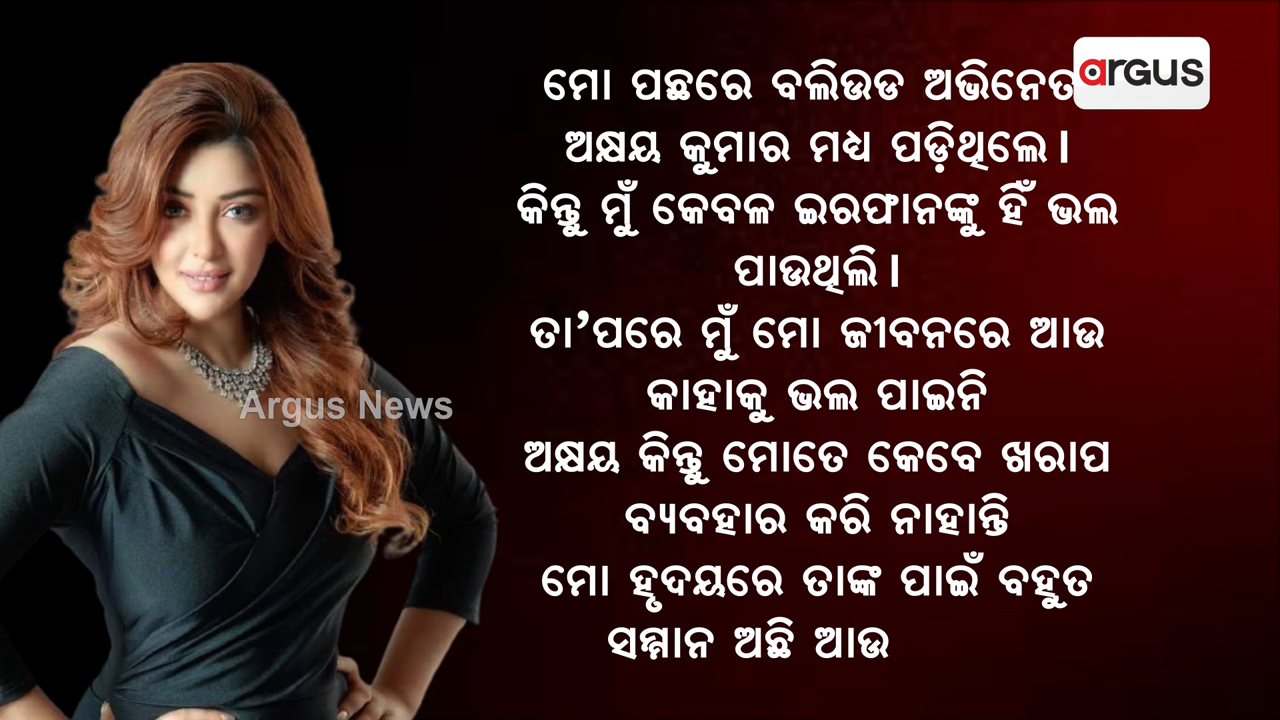 argus
ମୋ ପଛରେ ବଲିଉଡ
ଅକ୍ଷୟ କୁମାର ମଧ୍ୟ ପଡ଼ିଥିଲେ।
କିନ୍ତୁ ମୁଁ କେବଳ ଇରଫାନଙ୍କୁ ହିଁ ଭଲ
ପାଉଥିଲି।
ତା’ପରେ ମୁଁ ମୋ ଜୀବନରେ ଆଉ
କାହାକୁ ଭଲ ପାଇନି
ଅକ୍ଷୟ କିନ୍ତୁ ମୋତେ କେବେ ଖରାପ
ବ୍ୟବହାର କରି ନାହାନ୍ତି
ମୋ ହୃଦୟରେ ତାଙ୍କ ପାଇଁ ବହୁତ
ସମ୍ମାନ ଅଛି ଆଉ
Argus News